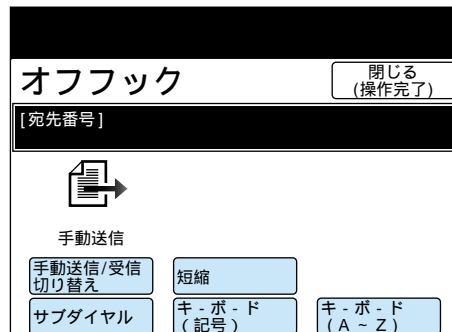 オフフック
閉じる
(操作完了)
[宛先番号]
手動送信
手動送信/受信
切り替え
短縮
サブダイヤル
キ-ボ-ド
(記号)
キ-ボ-ド
(A~Z)